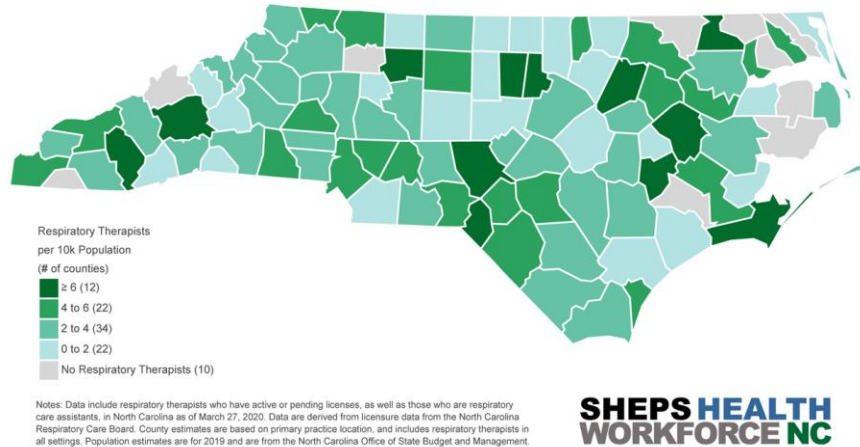 Respiratory Therapists
per 10k Population
(# of counties)
≥ 6 (12)
4 to 6 (22)
2 to 4 (34)
0 to 2 (22)
No Respiratory Therapists (10)
Notes: Data include respiratory therapists who have active or pending licenses, as well as those who are respiratory
care assistants, in North Carolina as of March 27, 2020. Data are derived from licensure data from the North Carolina
Respiratory Care Board. County estimates are based on primary practice location, and includes respiratory therapists in
all settings. Population estimates are for 2019 and are from the North Carolina Office of State Budget and Management.
SHEPS HEALTH
WORKFORCE NC